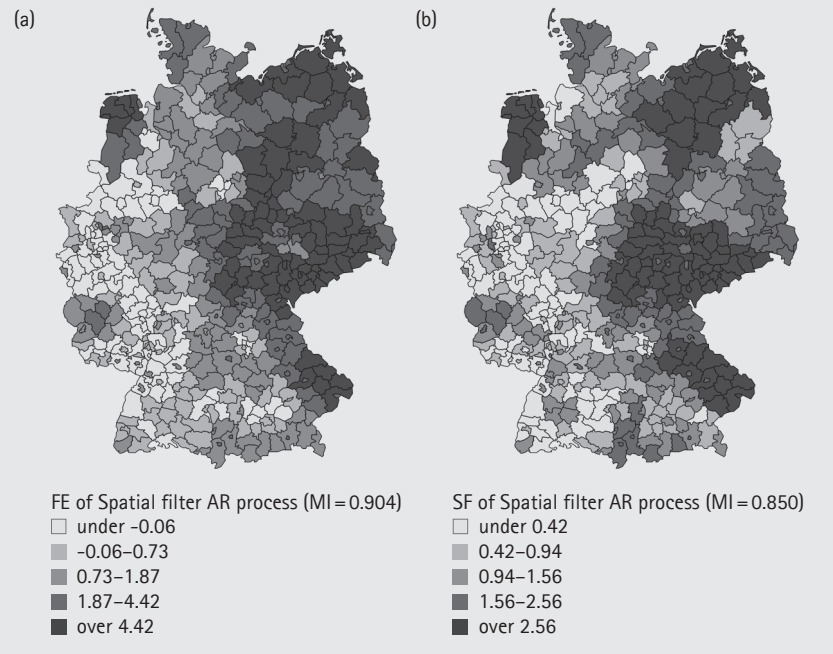 (a)
(b)
FE of Spatial filter AR process (MI = 0.904)
under -0.06
-0.06–0.73
0.73–1.87
1.87–4.42
over 4.42
SF of Spatial filter AR process (MI = 0.850)
under 0.42
0.42–0.94
0.94–1.56
1.56–2.56
over 2.56